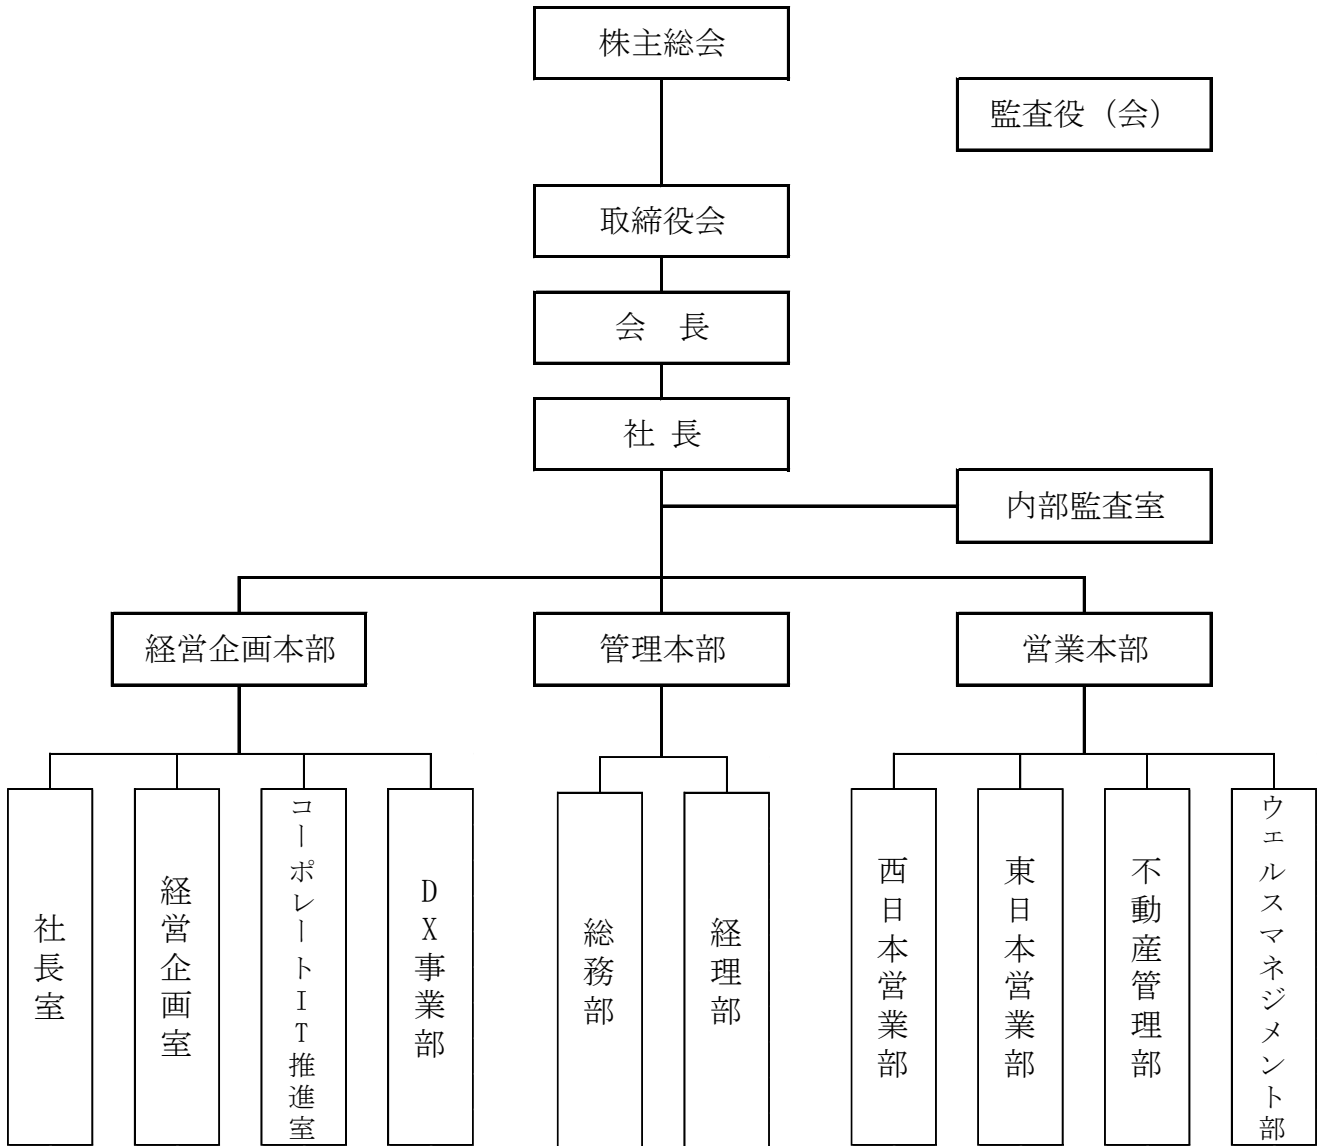 株主総会
監査役（会）
取締役会
会　長
社 長
内部監査室
経営企画本部
管理本部
営業本部
社長室
経営企画室
コーポレートIT推進室
DX事業部
総務部
経理部
西日本営業部
東日本営業部
不動産管理部
ウェルスマネジメント部